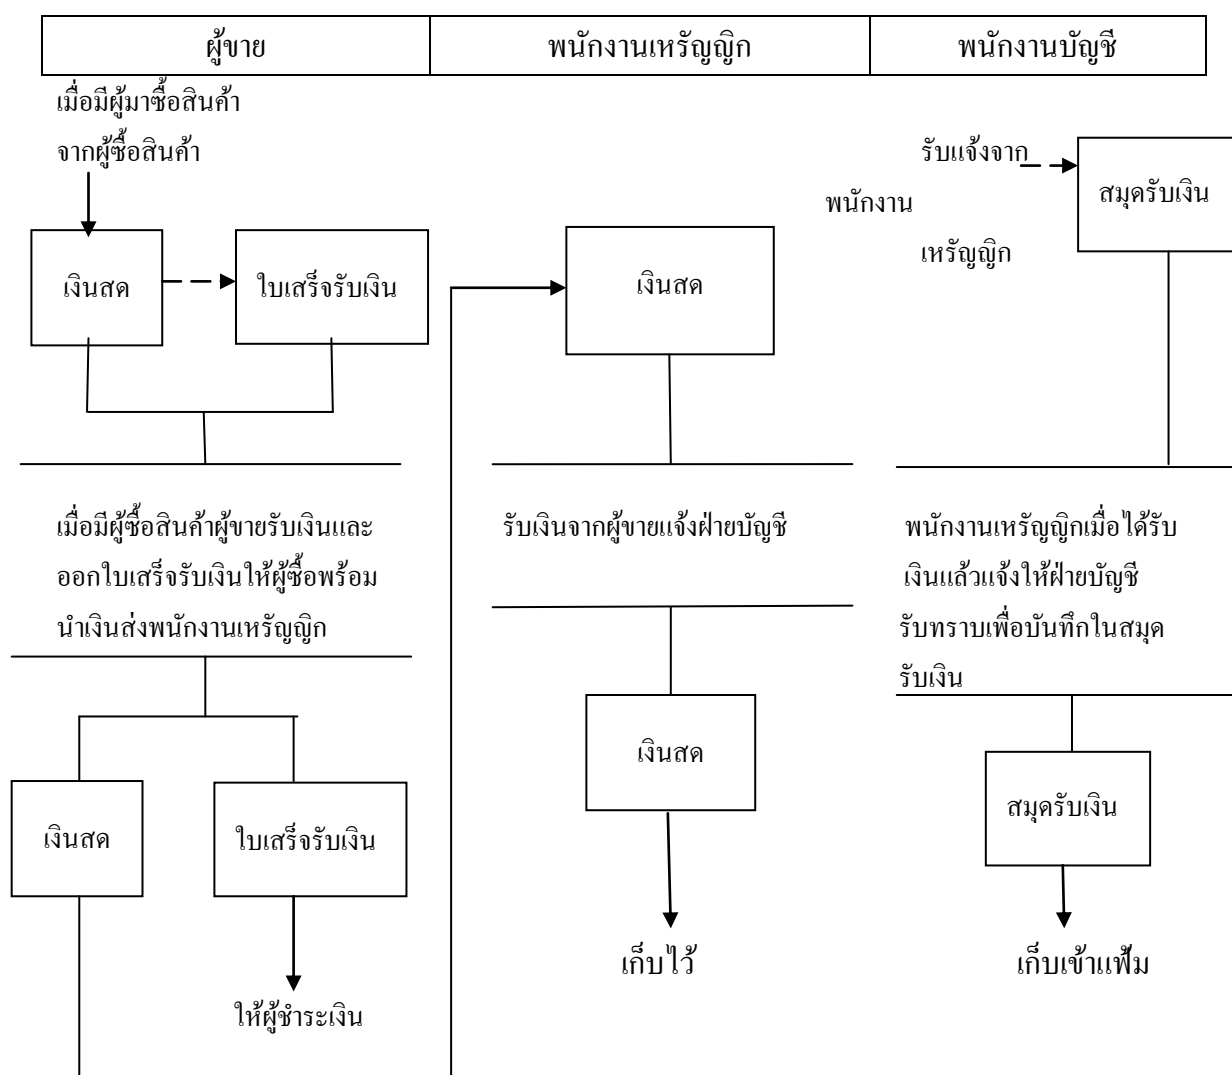 ผู้ขาย
พนักงานเหรัญญิก
พนักงานบัญชี
เมื่อมีผู้มาซื้อสินค้า
จากผู้ซื้อสินค้า
เงินสด
ใบเสร็จรับเงิน
เมื่อมีผู้ซื้อสินค้าผู้ขายรับเงินและ
ออกใบเสร็จรับเงินให้ผู้ซื้อพร้อม
นำเงินส่งพนักงานเหรัญญิก
เงินสด
ใบเสร็จรับเงิน
ให้ผู้ชำระเงิน
เงินสด
รับเงินจากผู้ขายแจ้งฝ่ายบัญชี
เงินสด
เก็บไว้
รับแจ้งจาก
พนักงาน
เหรัญญิก
สมุดรับเงิน
พนักงานเหรัญญิกเมื่อได้รับ
เงินแล้วแจ้งให้ฝ่ายบัญชี
รับทราบเพื่อบันทึกในสมุด
รับเงิน
สมุดรับเงิน
เก็บเข้าแฟ้ม